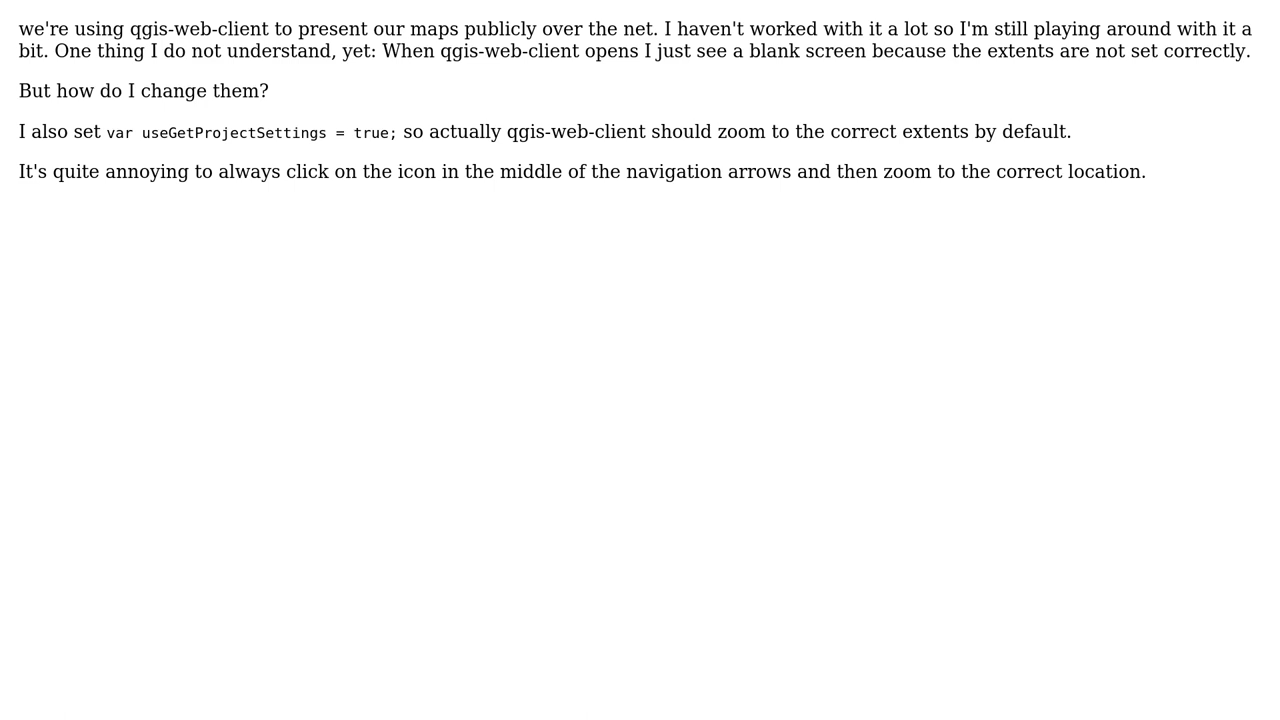 we're using qgis-web-client to present our maps publicly over the net. I haven't worked with it a lot so I'm still playing around with it a
bit. One thing I do not understand, yet: When qgis-web-client opens I just see a blank screen because the extents are not set correctly.
But how do I change them?
I also set var useGetProjectSettings = true; so actually qgis-web-client should zoom to the correct extents by default.
It's quite annoying to always click on the icon in the middle of the navigation arrows and then zoom to the correct location.